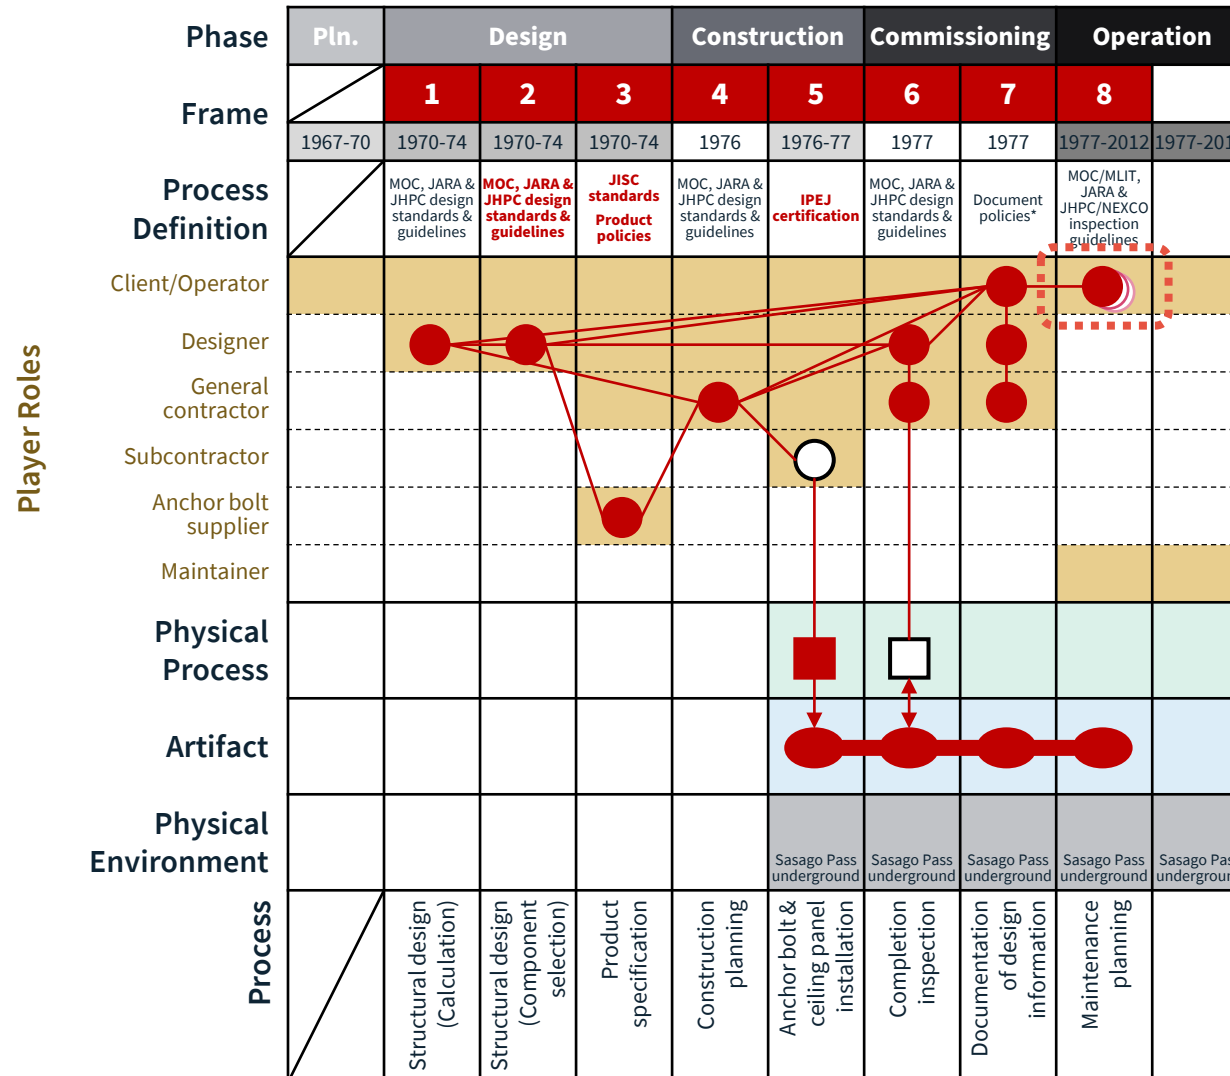 Phase
Pln.
Design
Construction
Commissioning
Operation
Frame
1
2
3
4
5
6
7
8
1967-70
1970-74
1970-74
1970-74
1976
1976-77
1977
1977
1977-2012
1977-201
Process
Definition
MOC, JARA &
JHPC design
standards &
guidelines
MOC, JARA &
JHPC design
standards &
guidelines
JISC
standards
Product
policies
MOC, JARA &
JHPC design
standards &
guidelines
IPEJ
certification
MOC, JARA &
JHPC design
standards &
guidelines
Document
policies*
MOC/MLIT,
JARA &
JHPC/NEXCO
inspection
guidelines
Player Roles
Client/Operator
Designer
General
contractor
Subcontractor
Anchor bolt
supplier
Maintainer
Physical
Process
Artifact
Physical
Environment
Sasago Pass
underground
Sasago Pass
underground
Sasago Pass
underground
Sasago Pass
underground
Sasago Pas
undergroun
Process
Structural design
(Calculation)
Structural design
(Component
selection)
Product
specification
Construction
planning
Anchor bolt &
ceiling panel
installation
Completion
inspection
Documentation
of design
information
Maintenance
planning